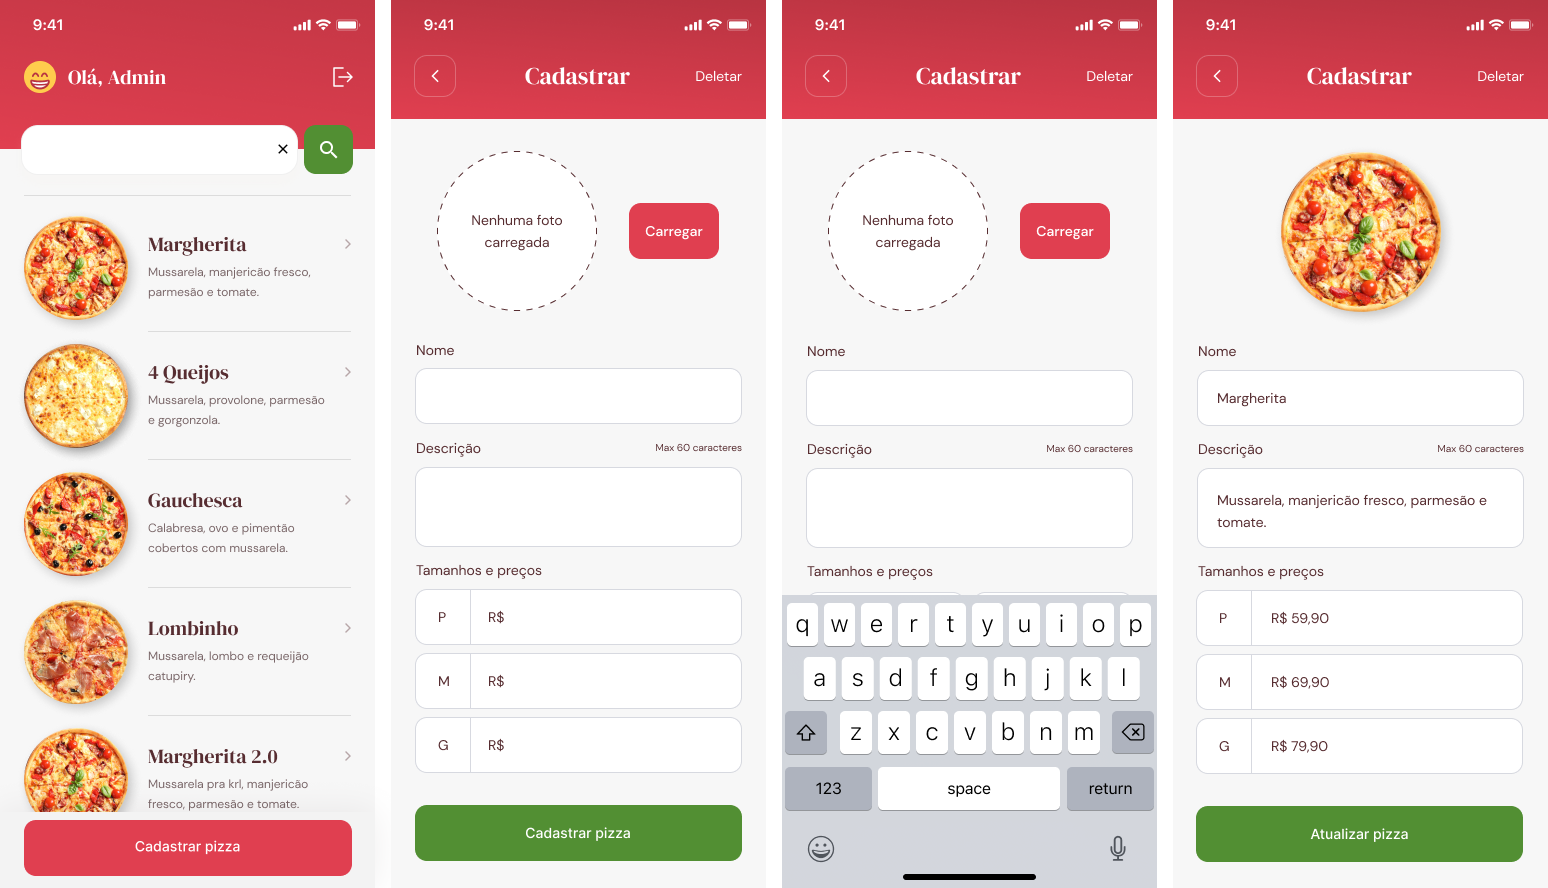 9:41
Olá, Admin
Margherita
Mussarela, manjericão fresco,
parmesão e tomate.
4 Queijos
Mussarela, provolone, parmesão
e gorgonzola.
Gauchesca
Calabresa, ovo e pimentão
cobertos com mussarela.
Lombinho
Mussarela, lombo e requeijão
catupiry.
Margherita 2.0
Mussarela pra krl, manjericão
fresco, parmesão e tomate.
Cadastrar pizza
9:41
Cadastrar
Deletar
Nenhuma foto
carregada
Carregar
Nome
Descrição
Max 60 caracteres
Tamanhos e preços
P R$
M R$
G R$
Cadastrar pizza
9:41
Cadastrar
Deletar
Nenhuma foto
carregada
Carregar
Nome
Descrição
Max 60 caracteres
Tamanhos e preços
q w e r t y u i o p
a s d f g h j k l
z x c v b n m
123 space return
9:41
Cadastrar
Deletar
Nome
Margherita
Descrição
Max 60 caracteres
Mussarela, manjericão fresco, parmesão e
tomate.
Tamanhos e preços
P R$ 59,90
M R$ 69,90
G R$ 79,90
Atualizar pizza